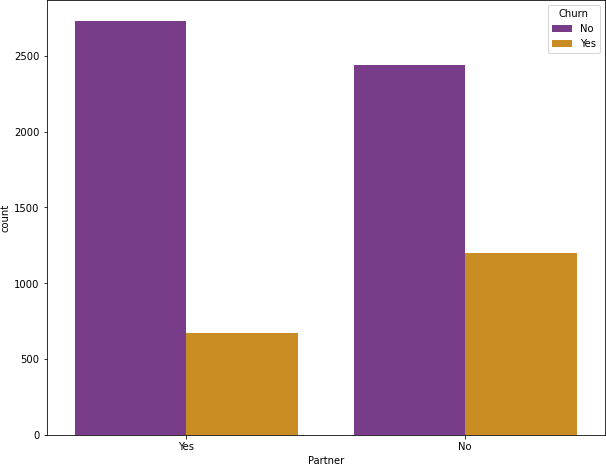 Churn
No
Yes
2500
2000
1500
1000
500
0
count
Yes
No
Partner